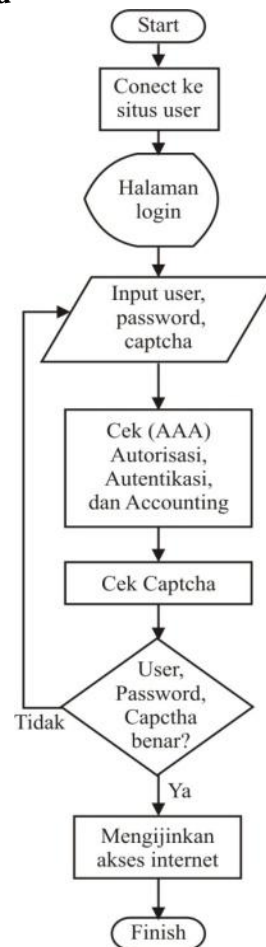 Start
Conect ke
situs user
Halaman
login
Input user,
password,
captcha
Cek (AAA)
Autorisasi,
Autentikasi,
dan Accounting
Cek Captcha
User,
Password,
Capctha
benar?
Tidak
Ya
Mengijinkan
akses internet
Finish